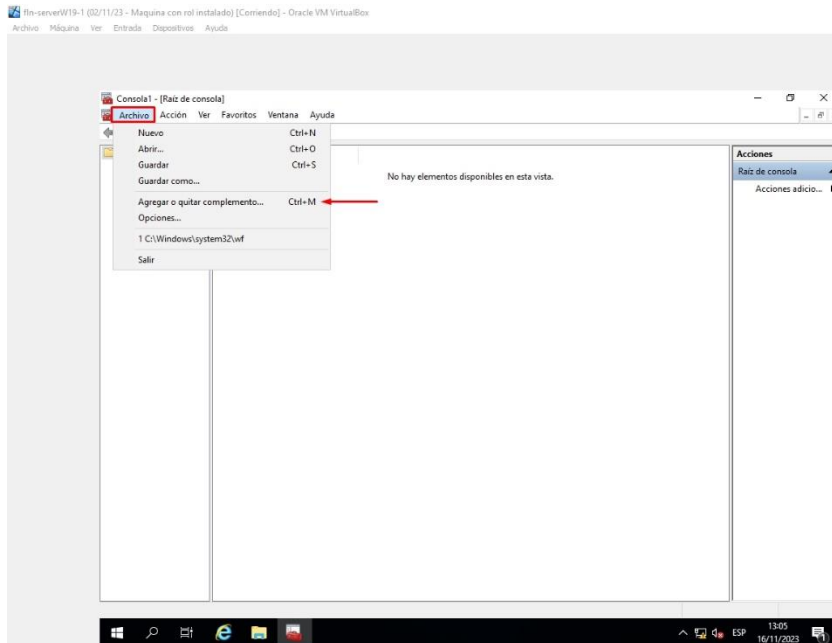 fln-serverW19-1 (02/11/23 - Maquina con rol instalado) [Corriendo] - Oracle VM VirtualBox
Archivo Máquina Ver Entrada Dispositivos Ayuda
Consola1 - [Raíz de consola]
Archivo Acción Ver Favoritos Ventana Ayuda
Nuevo Ctrl+N
Abrir... Ctrl+O
Guardar Ctrl+S
Guardar como...
Agregar o quitar complemento... Ctrl+M
Opciones...
1 C:\Windows\system32\wf
Salir
No hay elementos disponibles en esta vista.
Acciones
Raíz de consola
Acciones adicio...
ESP
13:05
16/11/2023